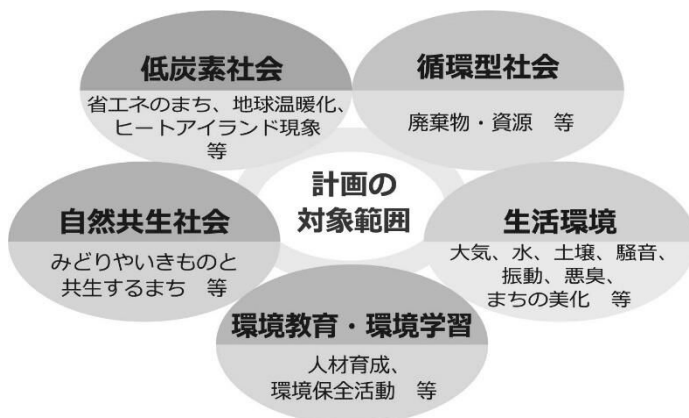 低炭素社会
省エネのまち、地球温暖化、
ヒートアイランド現象
等
循環型社会
廃棄物・資源　等
計画の
対象範囲
自然共生社会
みどりやいきものと
共生するまち　等
生活環境
大気、水、土壌、騒音、
振動、悪臭、
まちの美化　等
環境教育・環境学習
人材育成、
環境保全活動　等